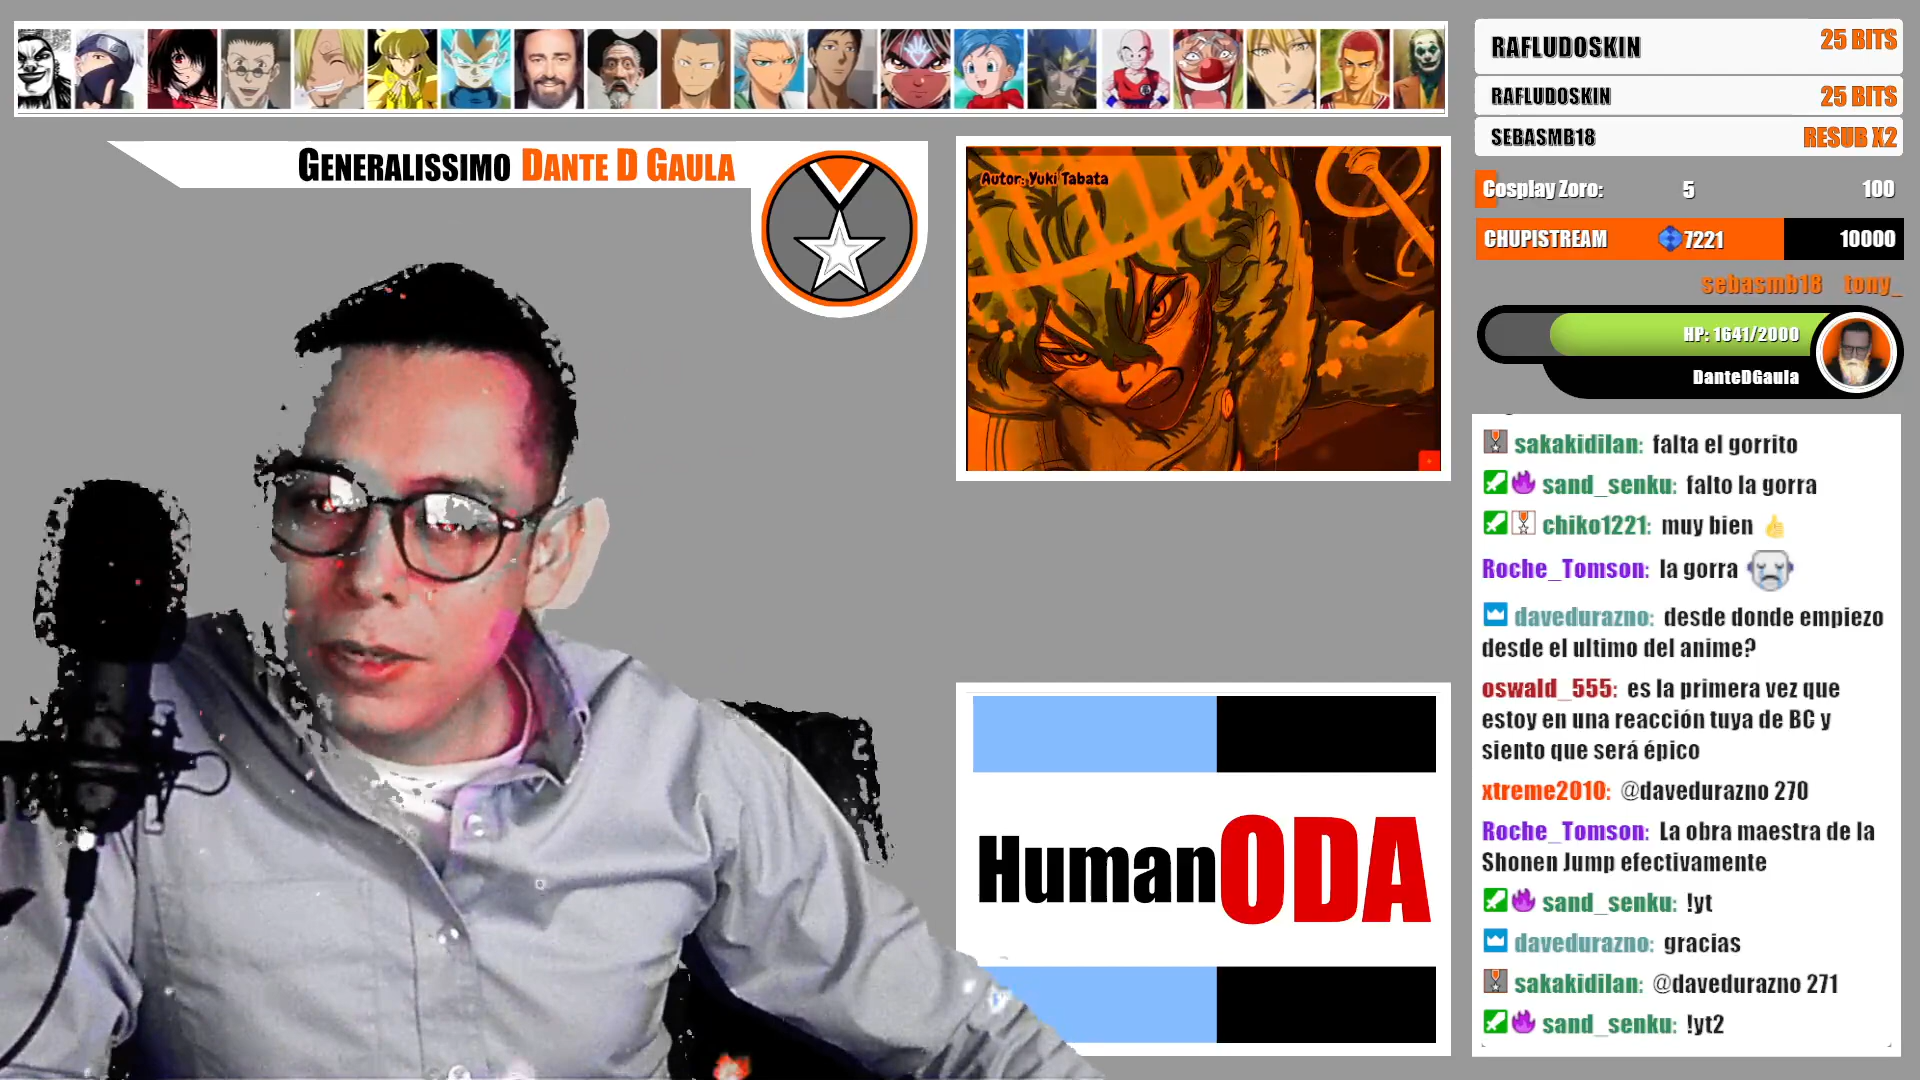 Generalissimo Dante D Gaula
Autor: Yuki Tabata
HumanODA
RAFLUDOSKIN 25 BITS
RAFLUDOSKIN 25 BITS
SEBASMB18 RESUB X2
Cosplay Zoro: 5 100
CHUPISTREAM 7221 10000
sebasmb18 tony_
HP: 1641/2000
DanteDGaula
sakakidilan: falta el gorrito
sand_senku: falto la gorra
chiko1221: muy bien
Roche_Tomson: la gorra
davedurazno: desde donde empiezo
desde el ultimo del anime?
oswald_555: es la primera vez que
estoy en una reacción tuya de BC y
siento que será épico
xtreme2010: @davedurazno 270
Roche_Tomson: La obra maestra de la
Shonen Jump efectivamente
sand_senku: !yt
davedurazno: gracias
sakakidilan: @davedurazno 271
sand_senku: !yt2